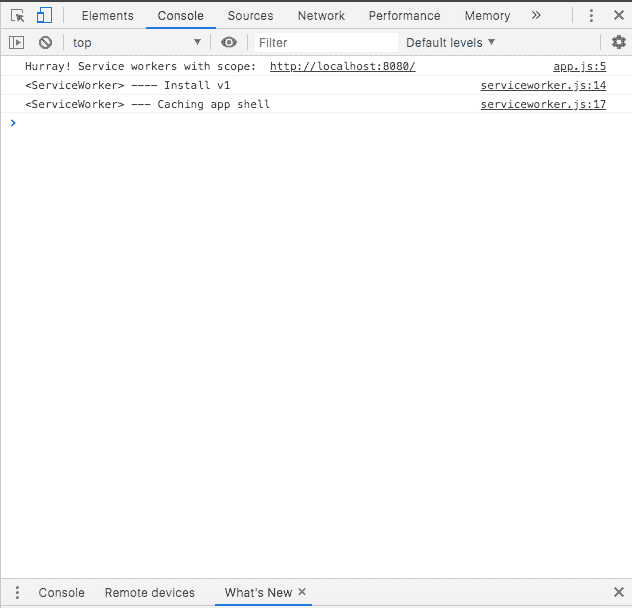 Elements Console Sources Network Performance Memory »
top Filter Default levels
Hurray! Service workers with scope: http://localhost:8080/ app.js:5
<ServiceWorker> ---- Install v1 serviceworker.js:14
<ServiceWorker> --- Caching app shell serviceworker.js:17
Console Remote devices What's New